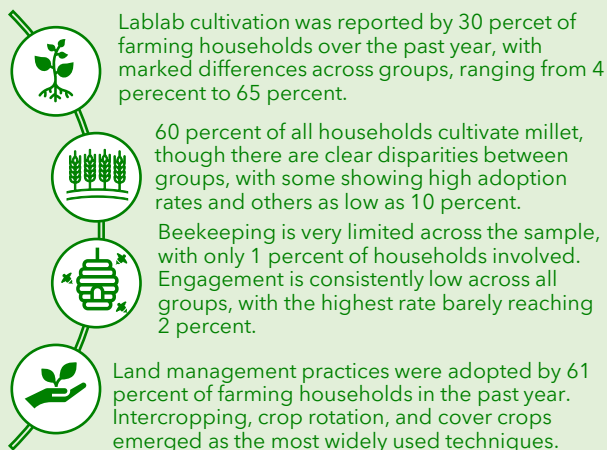 Lablab cultivation was reported by 30 percet of
farming households over the past year, with
marked differences across groups, ranging from 4
perecent to 65 percent.
60 percent of all households cultivate millet,
though there are clear disparities between
groups, with some showing high adoption
rates and others as low as 10 percent.
Beekeeping is very limited across the sample,
with only 1 percent of households involved.
Engagement is consistently low across all
groups, with the highest rate barely reaching
2 percent.
Land management practices were adopted by 61
percent of farming households in the past year.
Intercropping, crop rotation, and cover crops
emerged as the most widely used techniques.